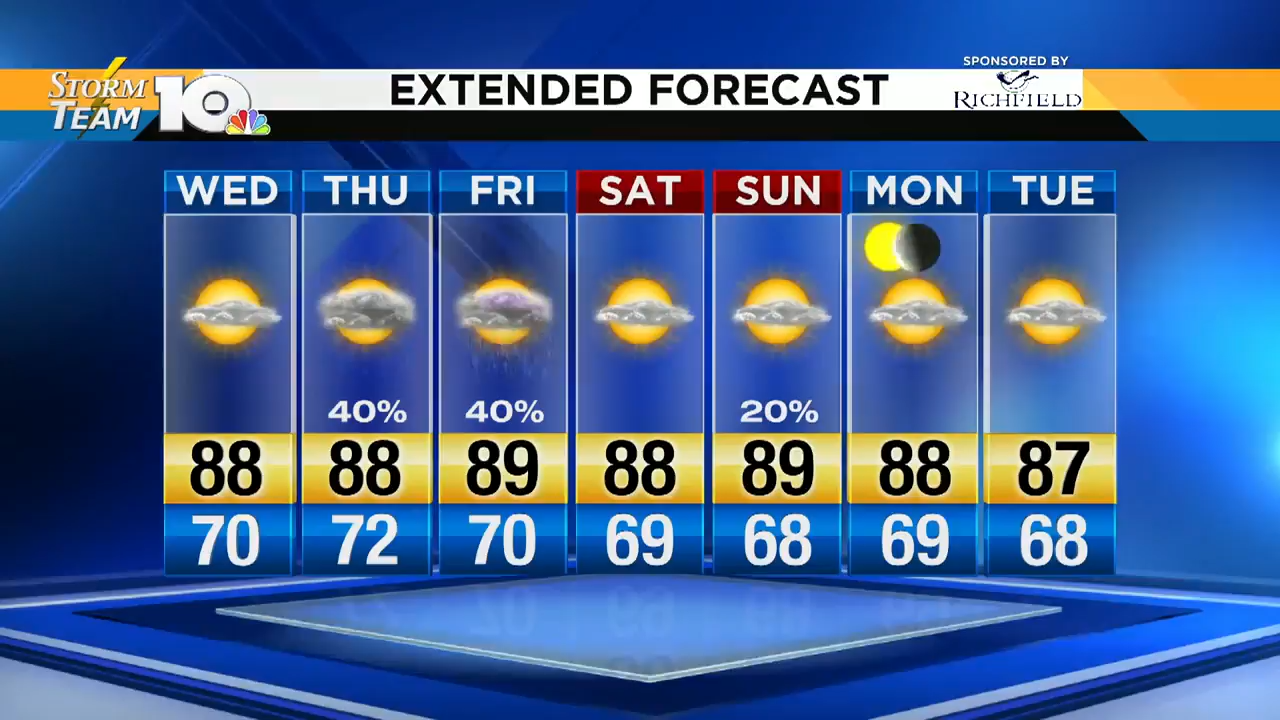 STORM
TEAM 10
EXTENDED FORECAST
SPONSORED BY
RICHFIELD
WED THU FRI SAT SUN MON TUE
40% 40% 20%
88 88 89 88 89 88 87
70 72 70 69 68 69 68